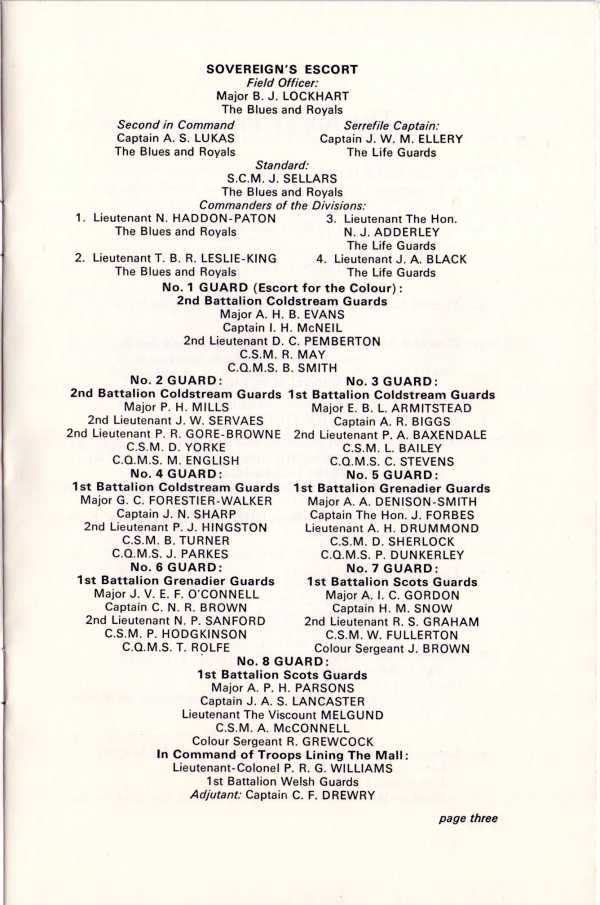 SOVEREIGN'S ESCORT
Field Officer:
Major B. J. LOCKHART
The Blues and Royals
Second in Command
Captain A. S. LUKAS
The Blues and Royals
Serrefile Captain:
Captain J. W. M. ELLERY
The Life Guards
Standard:
S.C.M. J. SELLARS
The Blues and Royals
Commanders of the Divisions:
1. Lieutenant N. HADDON-PATON
The Blues and Royals
3. Lieutenant The Hon.
N. J. ADDERLEY
The Life Guards
2. Lieutenant T. B. R. LESLIE-KING
The Blues and Royals
4. Lieutenant J. A. BLACK
The Life Guards
No. 1 GUARD (Escort for the Colour):
2nd Battalion Coldstream Guards
Major A. H. B. EVANS
Captain I. H. McNEIL
2nd Lieutenant D. C. PEMBERTON
C.S.M. R. MAY
C.Q.M.S. B. SMITH
No. 2 GUARD:
2nd Battalion Coldstream Guards
Major P. H. MILLS
2nd Lieutenant J. W. SERVAES
2nd Lieutenant P. R. GORE-BROWNE
C.S.M. D. YORKE
C.Q.M.S. M. ENGLISH
No. 3 GUARD:
1st Battalion Coldstream Guards
Major E. B. L. ARMITSTEAD
Captain A. R. BIGGS
2nd Lieutenant P. A. BAXENDALE
C.S.M. L. BAILEY
C.Q.M.S. C. STEVENS
No. 4 GUARD:
1st Battalion Coldstream Guards
Major G. C. FORESTIER-WALKER
Captain J. N. SHARP
2nd Lieutenant P. J. HINGSTON
C.S.M. B. TURNER
C.Q.M.S. J. PARKES
No. 5 GUARD:
1st Battalion Grenadier Guards
Major A. A. DENISON-SMITH
Captain The Hon. J. FORBES
Lieutenant A. H. DRUMMOND
C.S.M. D. SHERLOCK
C.Q.M.S. P. DUNKERLEY
No. 6 GUARD:
1st Battalion Grenadier Guards
Major J. V. E. F. O'CONNELL
Captain C. N. R. BROWN
2nd Lieutenant N. P. SANFORD
C.S.M. P. HODGKINSON
C.Q.M.S. T. ROLFE
No. 7 GUARD:
1st Battalion Scots Guards
Major A. I. C. GORDON
Captain H. M. SNOW
2nd Lieutenant R. S. GRAHAM
C.S.M. W. FULLERTON
Colour Sergeant J. BROWN
No. 8 GUARD:
1st Battalion Scots Guards
Major A. P. H. PARSONS
Captain J. A. S. LANCASTER
Lieutenant The Viscount MELGUND
C.S.M. A. McCONNELL
Colour Sergeant R. GREWCOCK
In Command of Troops Lining The Mall:
Lieutenant-Colonel P. R. G. WILLIAMS
1st Battalion Welsh Guards
Adjutant: Captain C. F. DREWRY
page three